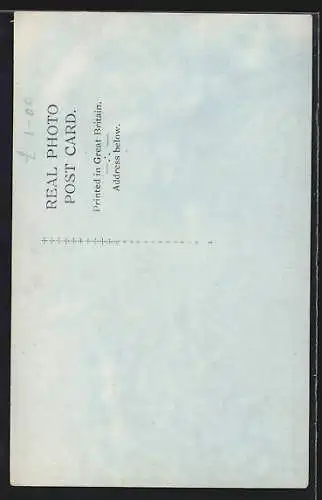 £ 1-00
REAL PHOTO
POST CARD.
Printed in Great Britain.
Address below.